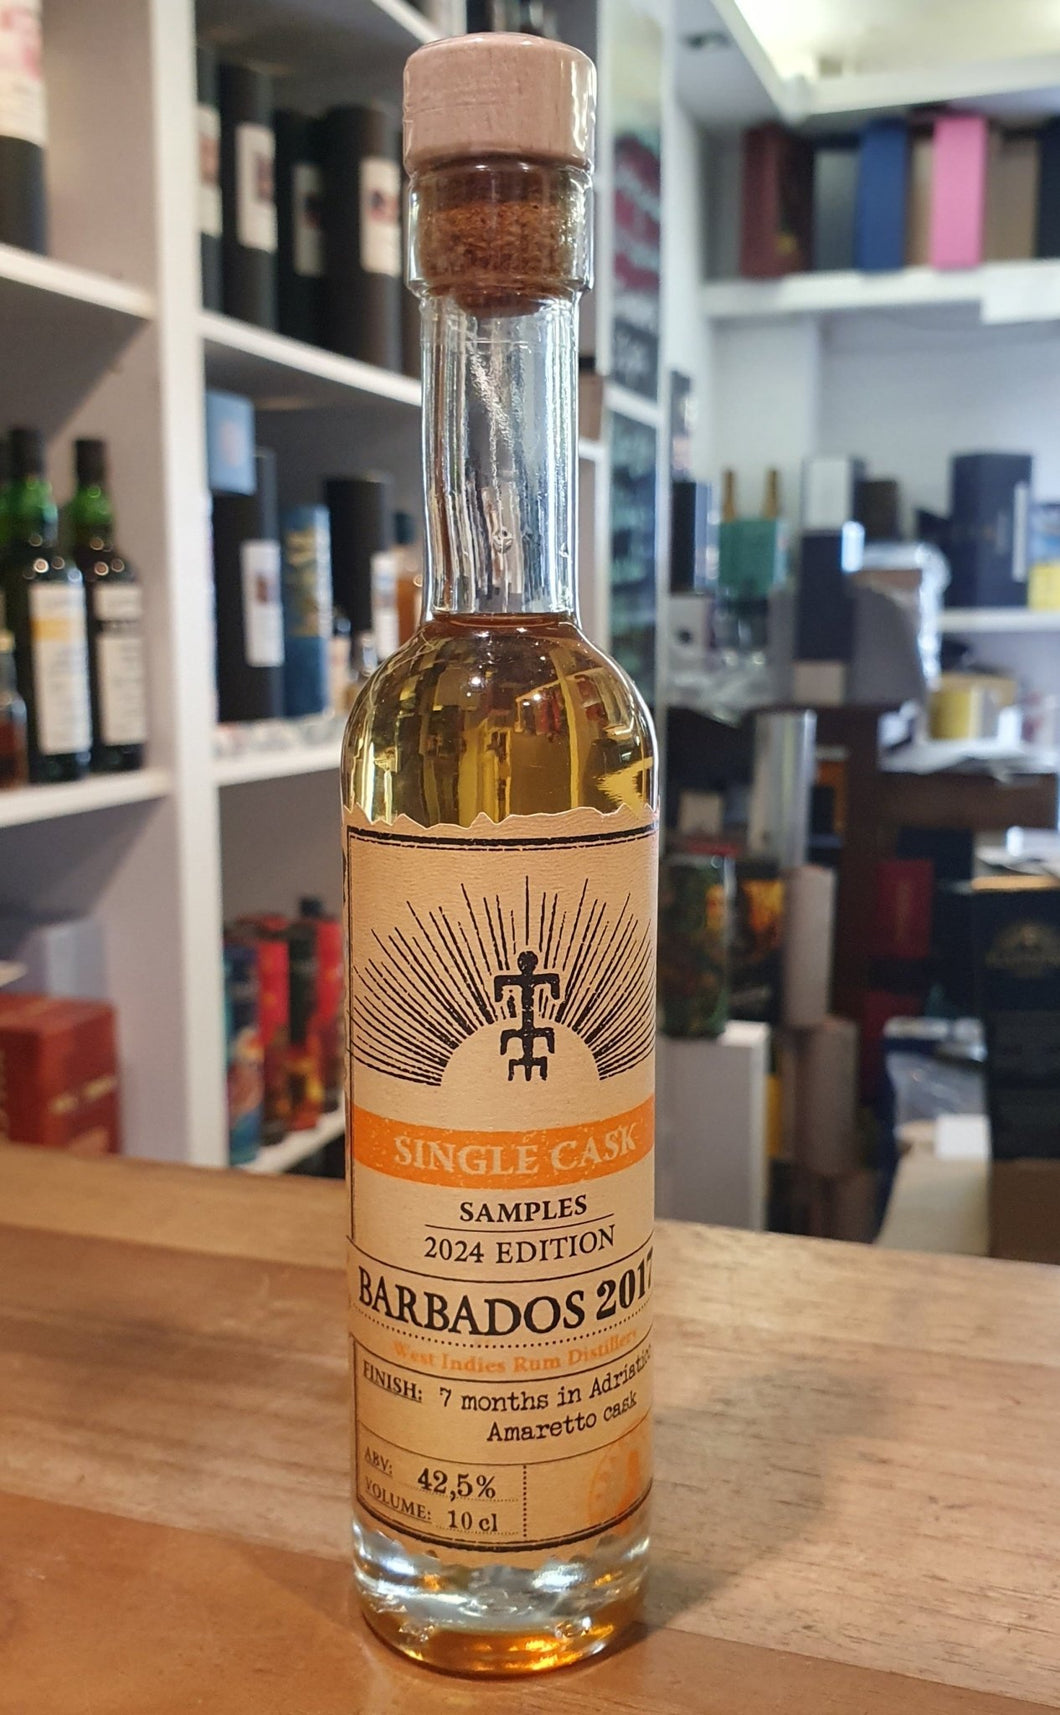 SINGLE CASK
SAMPLES
2024 EDITION
BARBADOS 2017
West Indies Rum Distillery
FINISH: 7 months in Adriatico
Amaretto cask
ABV: 42,5%
VOLUME: 10 cl